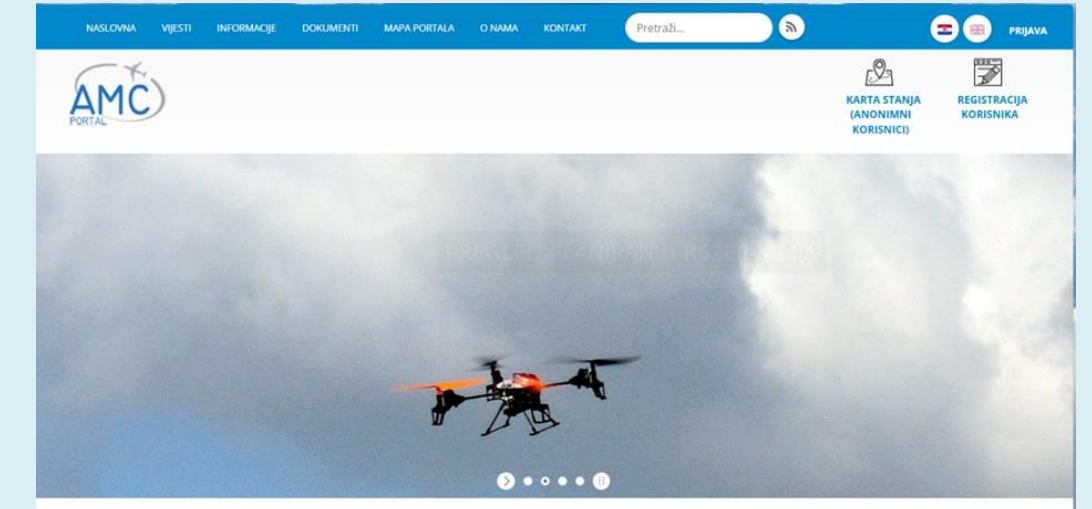 NASLOVNA VIJESTI INFORMACIJE DOKUMENTI MAPA PORTALA O NAMA KONTAKT Pretraži... PRIJAVA
AMC
PORTAL
KARTA STANJA
(ANONIMNI
KORISNICI)
REGISTRACIJA
KORISNIKA